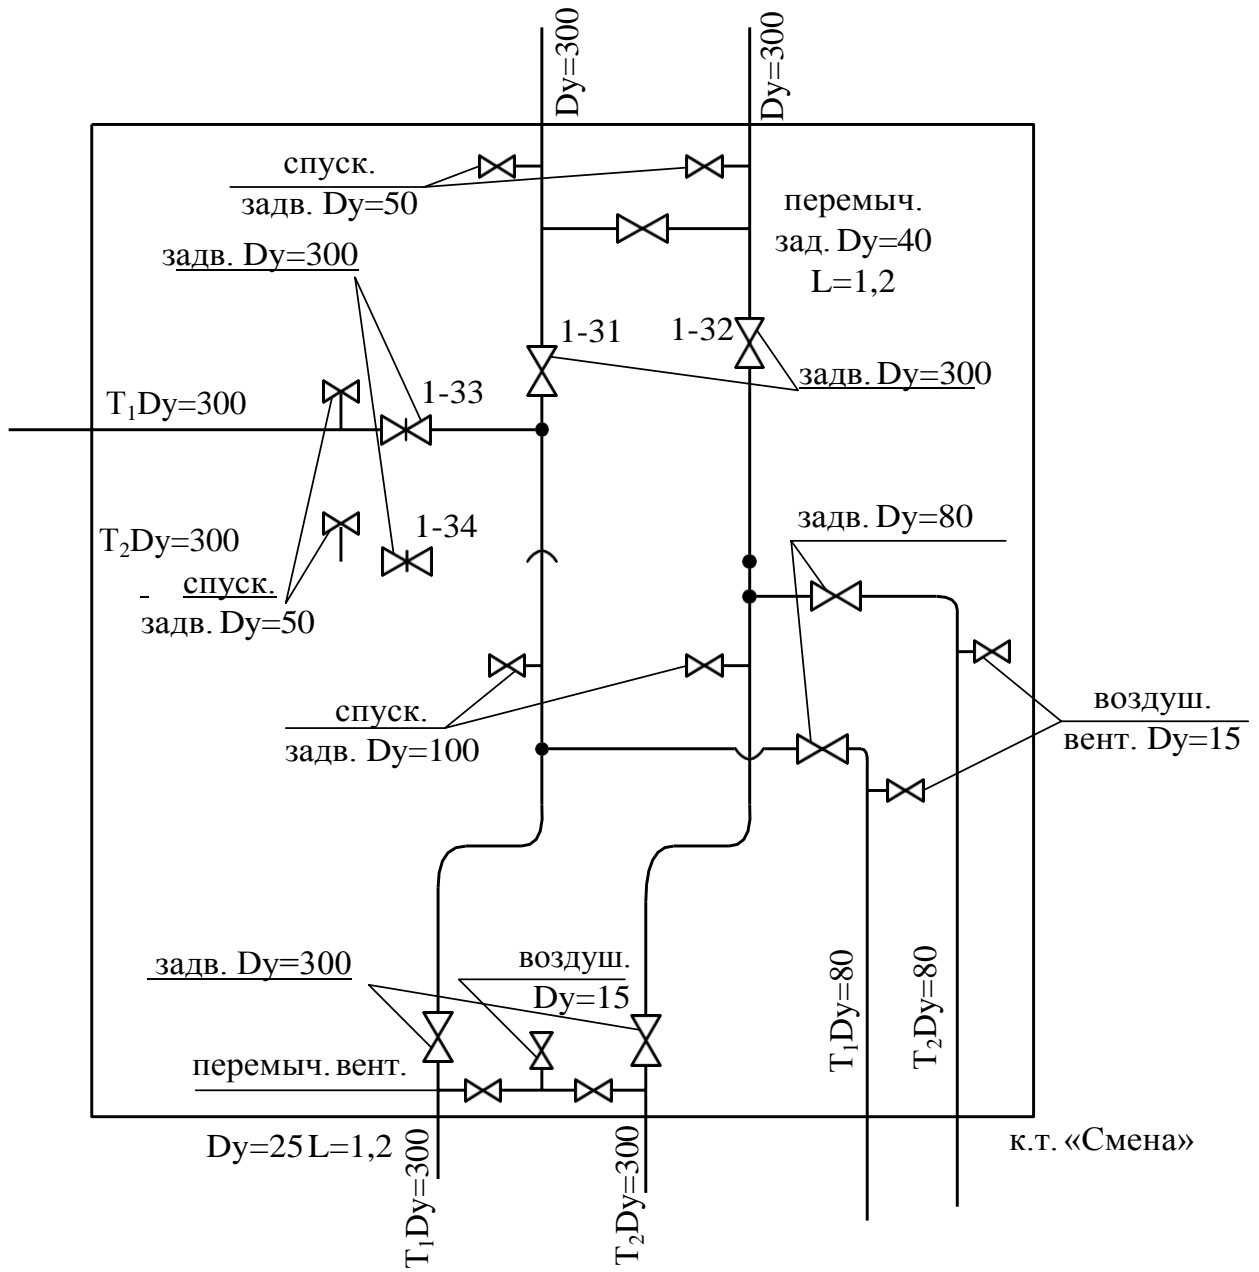 Dy=300
Dy=300
спуск.
задв. Dy=50
перемыч.
зад. Dy=40
L=1,2
задв. Dy=300
1-31
1-32
задв. Dy=300
T₁Dy=300
1-33
T₂Dy=300
1-34
задв. Dy=80
спуск.
задв. Dy=50
спуск.
задв. Dy=100
воздуш.
вент. Dy=15
задв. Dy=300
воздуш.
Dy=15
T₁Dy=80
T₂Dy=80
перемыч. вент.
Dy=25 L=1,2
T₁Dy=300
T₂Dy=300
к.т. «Смена»